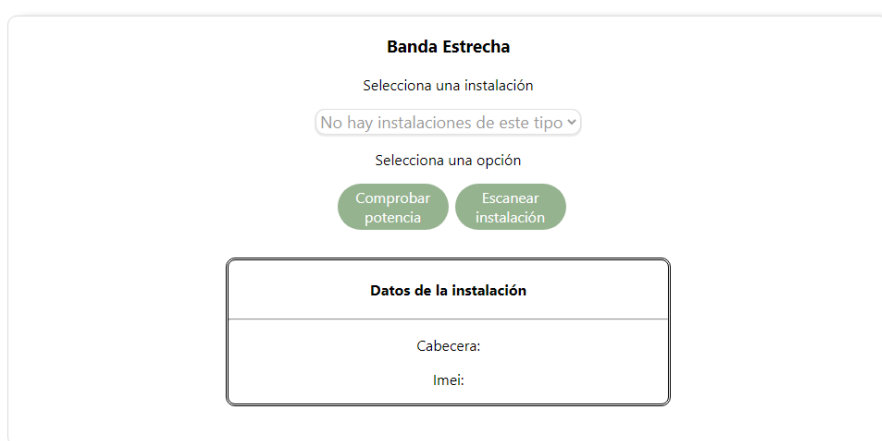 Banda Estrecha
Selecciona una instalación
No hay instalaciones de este tipo
Selecciona una opción
Comprobar
potencia
Escanear
instalación
Datos de la instalación
Cabecera:
Imei: